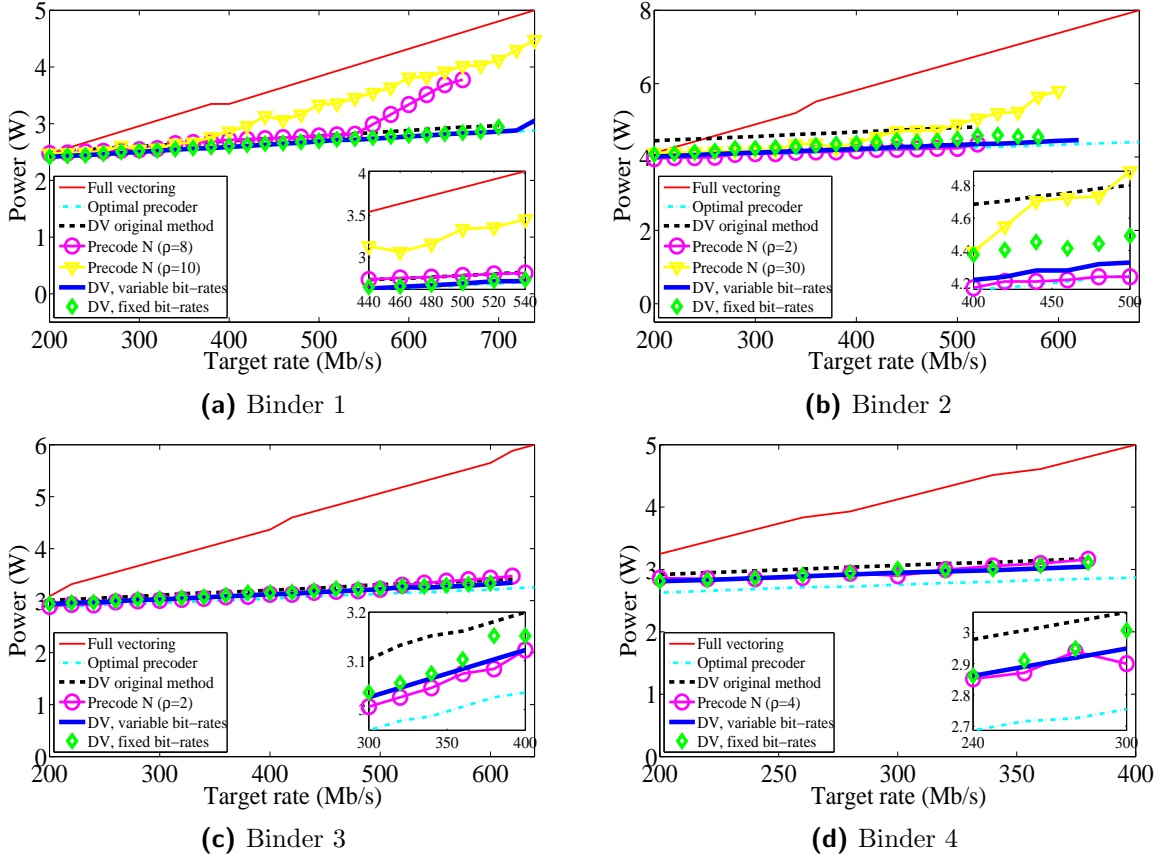 5
4
3
2
1
0
Power (W)
Full vectoring
Optimal precoder
DV original method
Precode N (ρ=8)
Precode N (ρ=10)
DV, variable bit−rates
DV, fixed bit−rates
4
3.5
3
440 460 480 500 520 540
200 300 400 500 600 700
Target rate (Mb/s)
(a) Binder 1
8
6
4
2
0
Power (W)
Full vectoring
Optimal precoder
DV original method
Precode N (ρ=2)
Precode N (ρ=30)
DV, variable bit−rates
DV, fixed bit−rates
4.8
4.6
4.4
4.2
400 450 500
200 300 400 500 600
Target rate (Mb/s)
(b) Binder 2
6
5
4
3
2
1
0
Power (W)
Full vectoring
Optimal precoder
DV original method
Precode N (ρ=2)
DV, variable bit−rates
DV, fixed bit−rates
3.2
3.1
3
300 350 400
200 300 400 500 600
Target rate (Mb/s)
(c) Binder 3
5
4
3
2
1
0
Power (W)
Full vectoring
Optimal precoder
DV original method
Precode N (ρ=4)
DV, variable bit−rates
DV, fixed bit−rates
3
2.9
2.8
2.7
240 300
200 250 300 350 400
Target rate (Mb/s)
(d) Binder 4